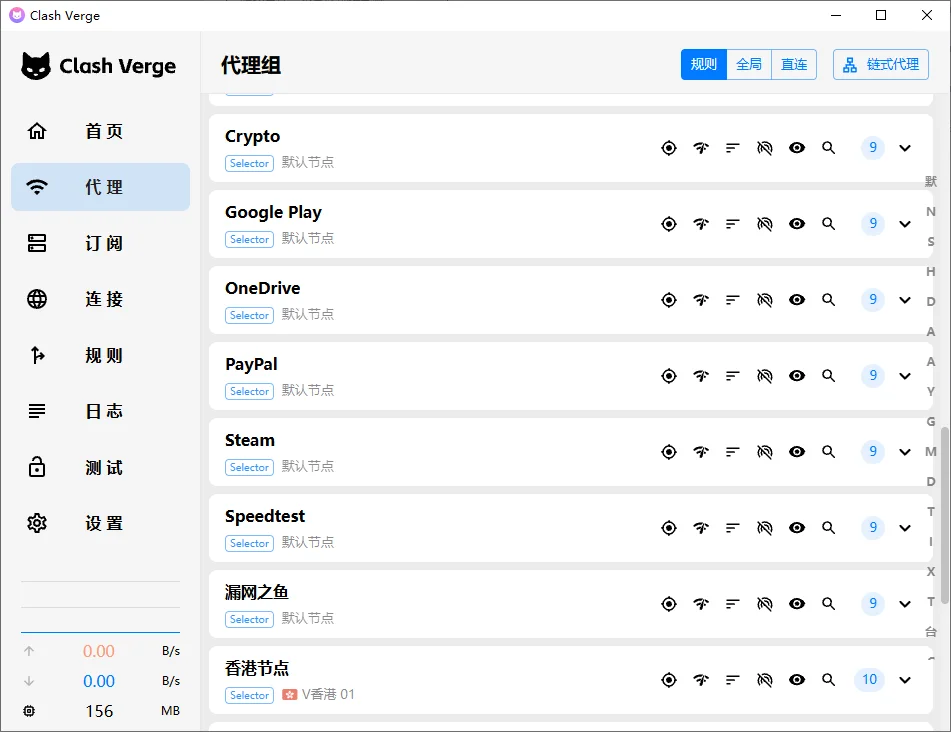 Clash Verge
Clash Verge
代理组
规则 全局 直连 链式代理
首页
代理
订阅
连接
规则
日志
测试
设置
0.00 B/s
0.00 B/s
156 MB
Crypto
Selector 默认节点
9
Google Play
Selector 默认节点
9
OneDrive
Selector 默认节点
9
PayPal
Selector 默认节点
9
Steam
Selector 默认节点
9
Speedtest
Selector 默认节点
9
漏网之鱼
Selector 默认节点
9
香港节点
Selector V香港 01
10
默
N
S
H
D
A
A
Y
G
M
D
T
I
X
T
台